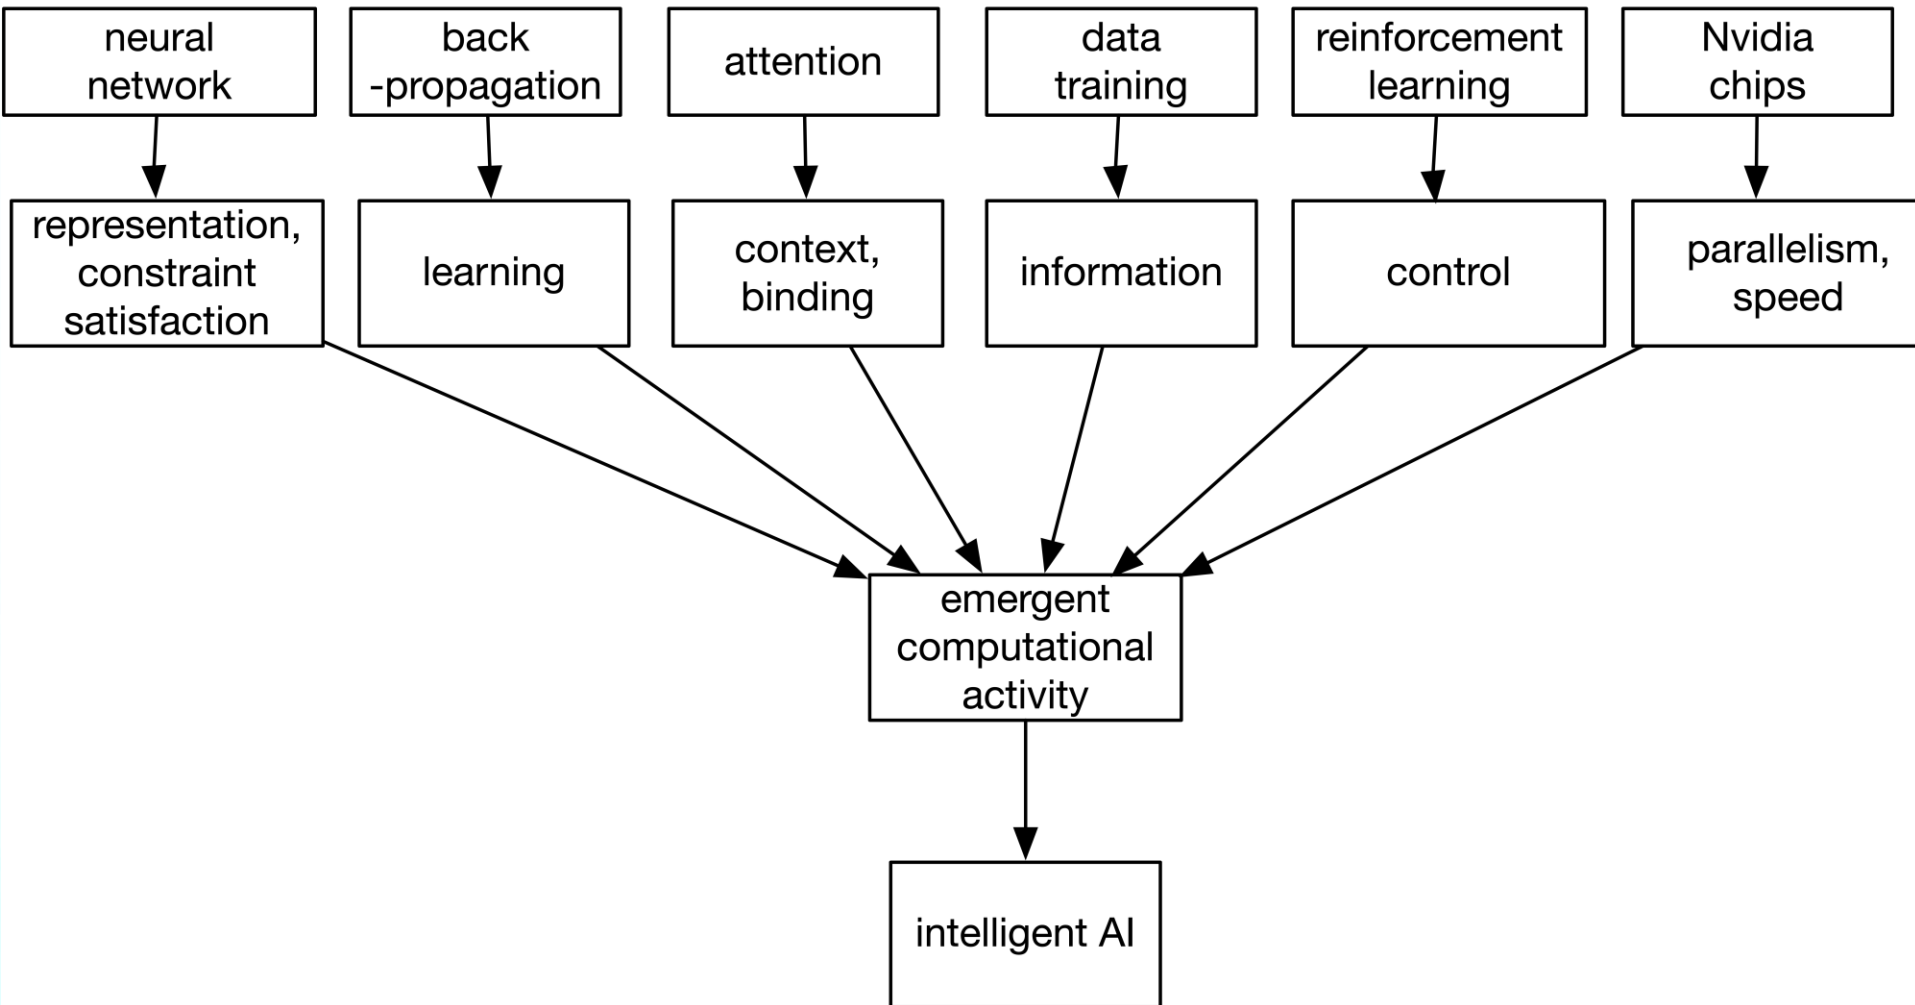 neural
network
back
-propagation
attention
data
training
reinforcement
learning
Nvidia
chips
representation,
constraint
satisfaction
learning
context,
binding
information
control
parallelism,
speed
emergent
computational
activity
intelligent AI